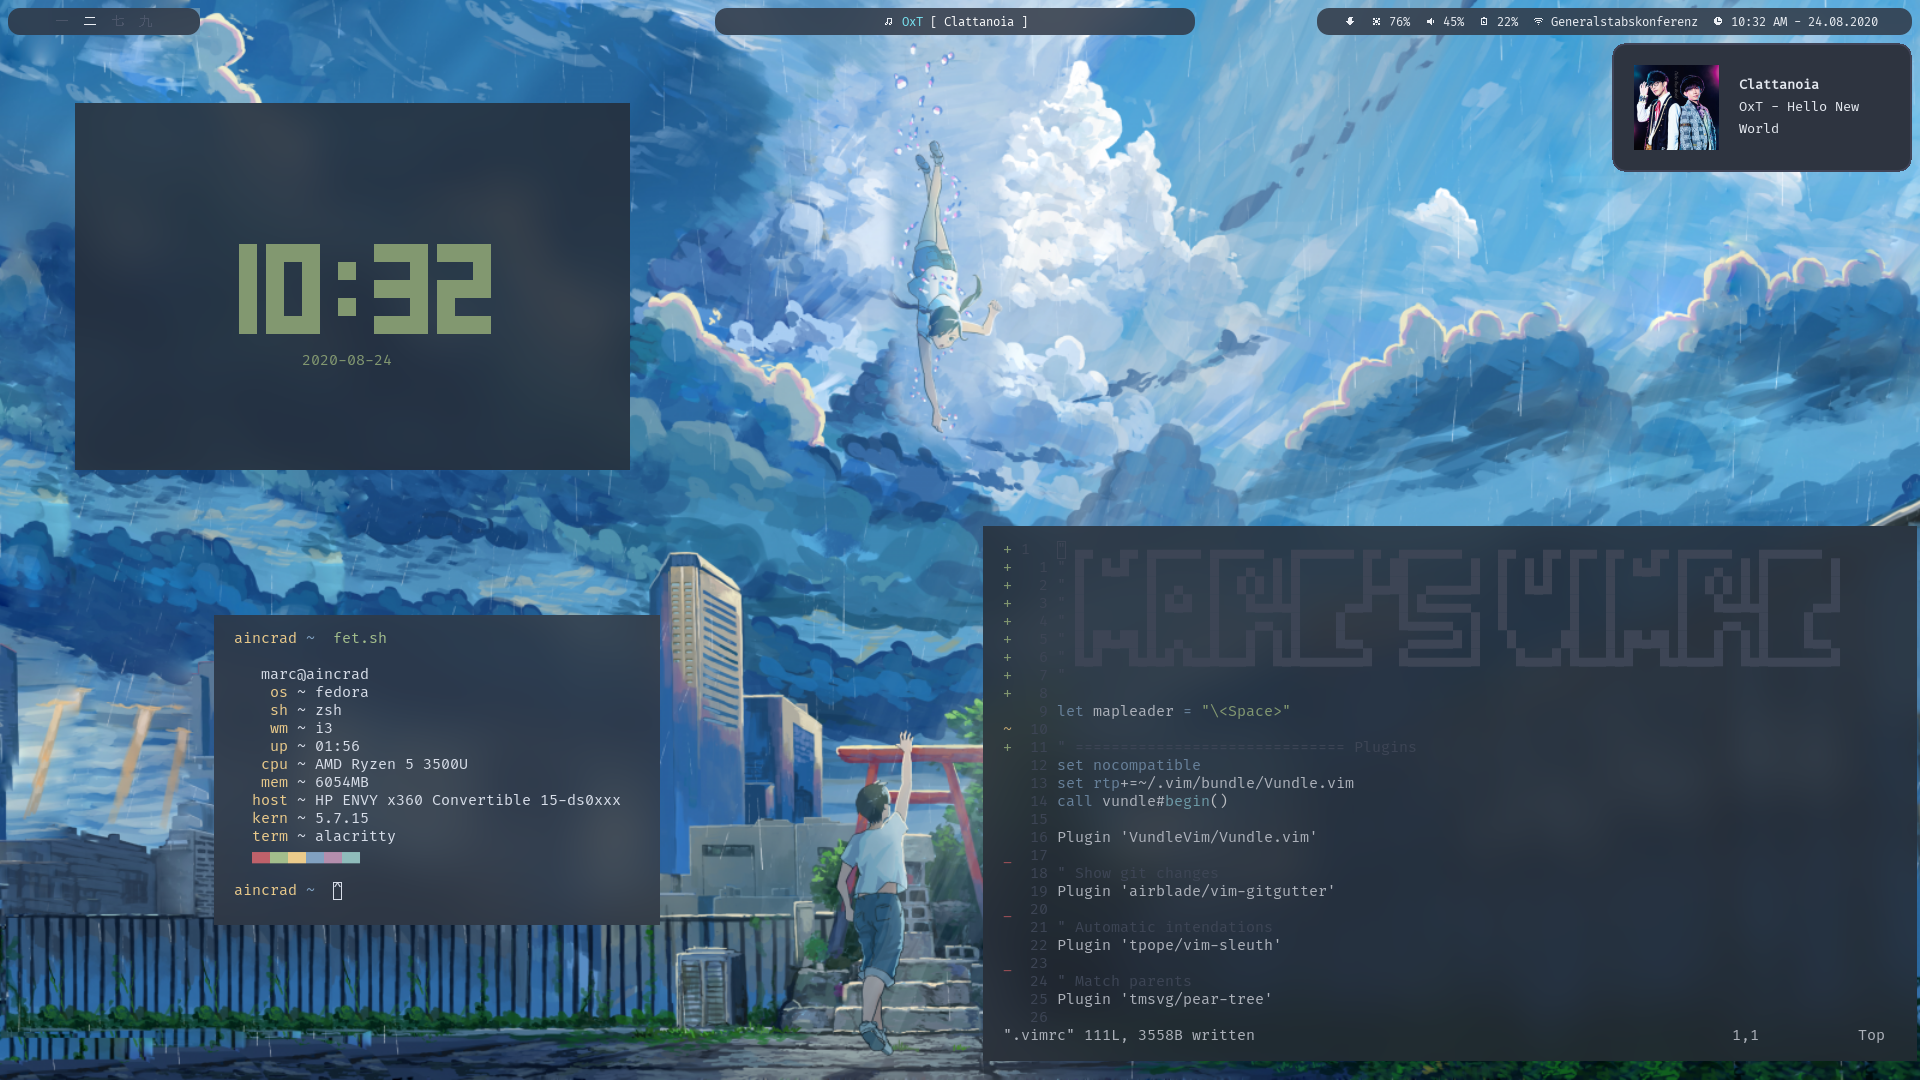 一 二 七 九
OxT [ Clattanoia ]
76% 45% 22% Generalstabskonferenz 10:32 AM - 24.08.2020
Clattanoia
OxT - Hello New
World
10:32
2020-08-24
aincrad ~ fet.sh
marc@aincrad
os ~ fedora
sh ~ zsh
wm ~ i3
up ~ 01:56
cpu ~ AMD Ryzen 5 3500U
mem ~ 6054MB
host ~ HP ENVY x360 Convertible 15-ds0xxx
kern ~ 5.7.15
term ~ alacritty
aincrad ~
+ 1 "
+ 1 "
+ 2 "
+ 3 "
+ 4 "
+
+ 6 "
+ 7 "
+ 8
9 let mapleader = "\<Space>"
~ 10
+ 11 " ============================== Plugins
12 set nocompatible
13 set rtp+=~/.vim/bundle/Vundle.vim
14 call vundle#begin()
15
16 Plugin 'VundleVim/Vundle.vim'
_ 17
18 " Show git changes
19 Plugin 'airblade/vim-gitgutter'
_ 20
21 " Automatic intendations
22 Plugin 'tpope/vim-sleuth'
_ 23
24 " Match parents
25 Plugin 'tmsvg/pear-tree'
26
".vimrc" 111L, 3558B written 1,1 Top